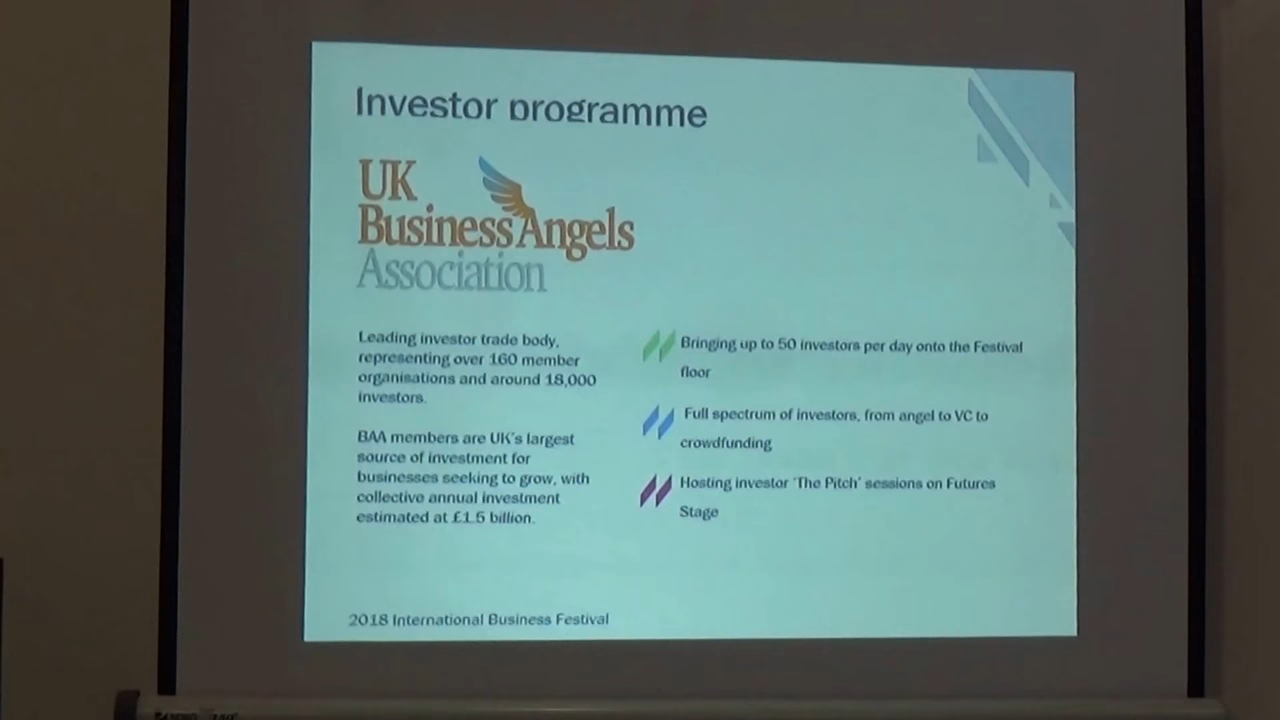 Investor programme
UK
Business Angels
Association
Leading investor trade body,
representing over 160 member
organisations and around 18,000
investors.
BAA members are UK's largest
source of investment for
businesses seeking to grow, with
collective annual investment
estimated at £1.5 billion.
Bringing up to 50 investors per day onto the Festival
floor
Full spectrum of investors, from angel to VC to
crowdfunding
Hosting investor 'The Pitch' sessions on Futures
Stage
2018 International Business Festival